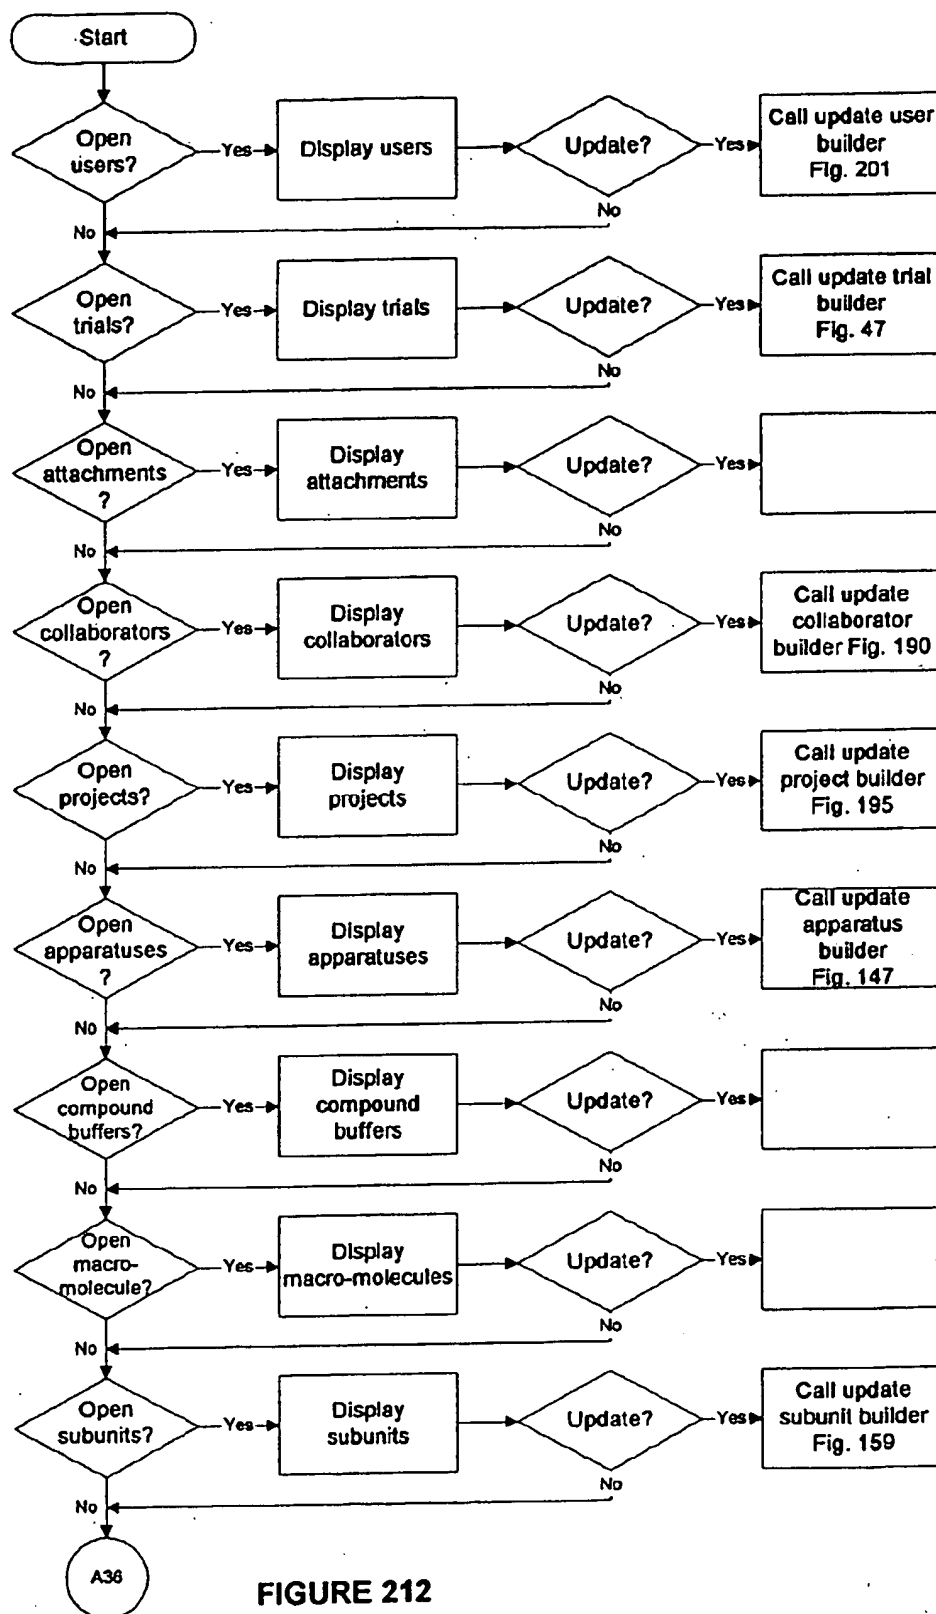 Start
Open
users?
Yes
Display users
Update?
Yes
Call update user
builder
Fig. 201
No
No
Open
trials?
Yes
Display trials
Update?
Yes
Call update trial
builder
Fig. 47
No
No
Open
attachments
?
Yes
Display
attachments
Update?
Yes
No
No
Open
collaborators
?
Yes
Display
collaborators
Update?
Yes
Call update
collaborator
builder Fig. 190
No
No
Open
projects?
Yes
Display
projects
Update?
Yes
Call update
project builder
Fig. 195
No
No
Open
apparatuses
?
Yes
Display
apparatuses
Update?
Yes
Call update
apparatus
builder
Fig. 147
No
No
Open
compound
buffers?
Yes
Display
compound
buffers
Update?
Yes
No
No
Open
macro-
molecule?
Yes
Display
macro-molecules
Update?
Yes
No
No
Open
subunits?
Yes
Display
subunits
Update?
Yes
Call update
subunit builder
Fig. 159
No
No
A36
FIGURE 212